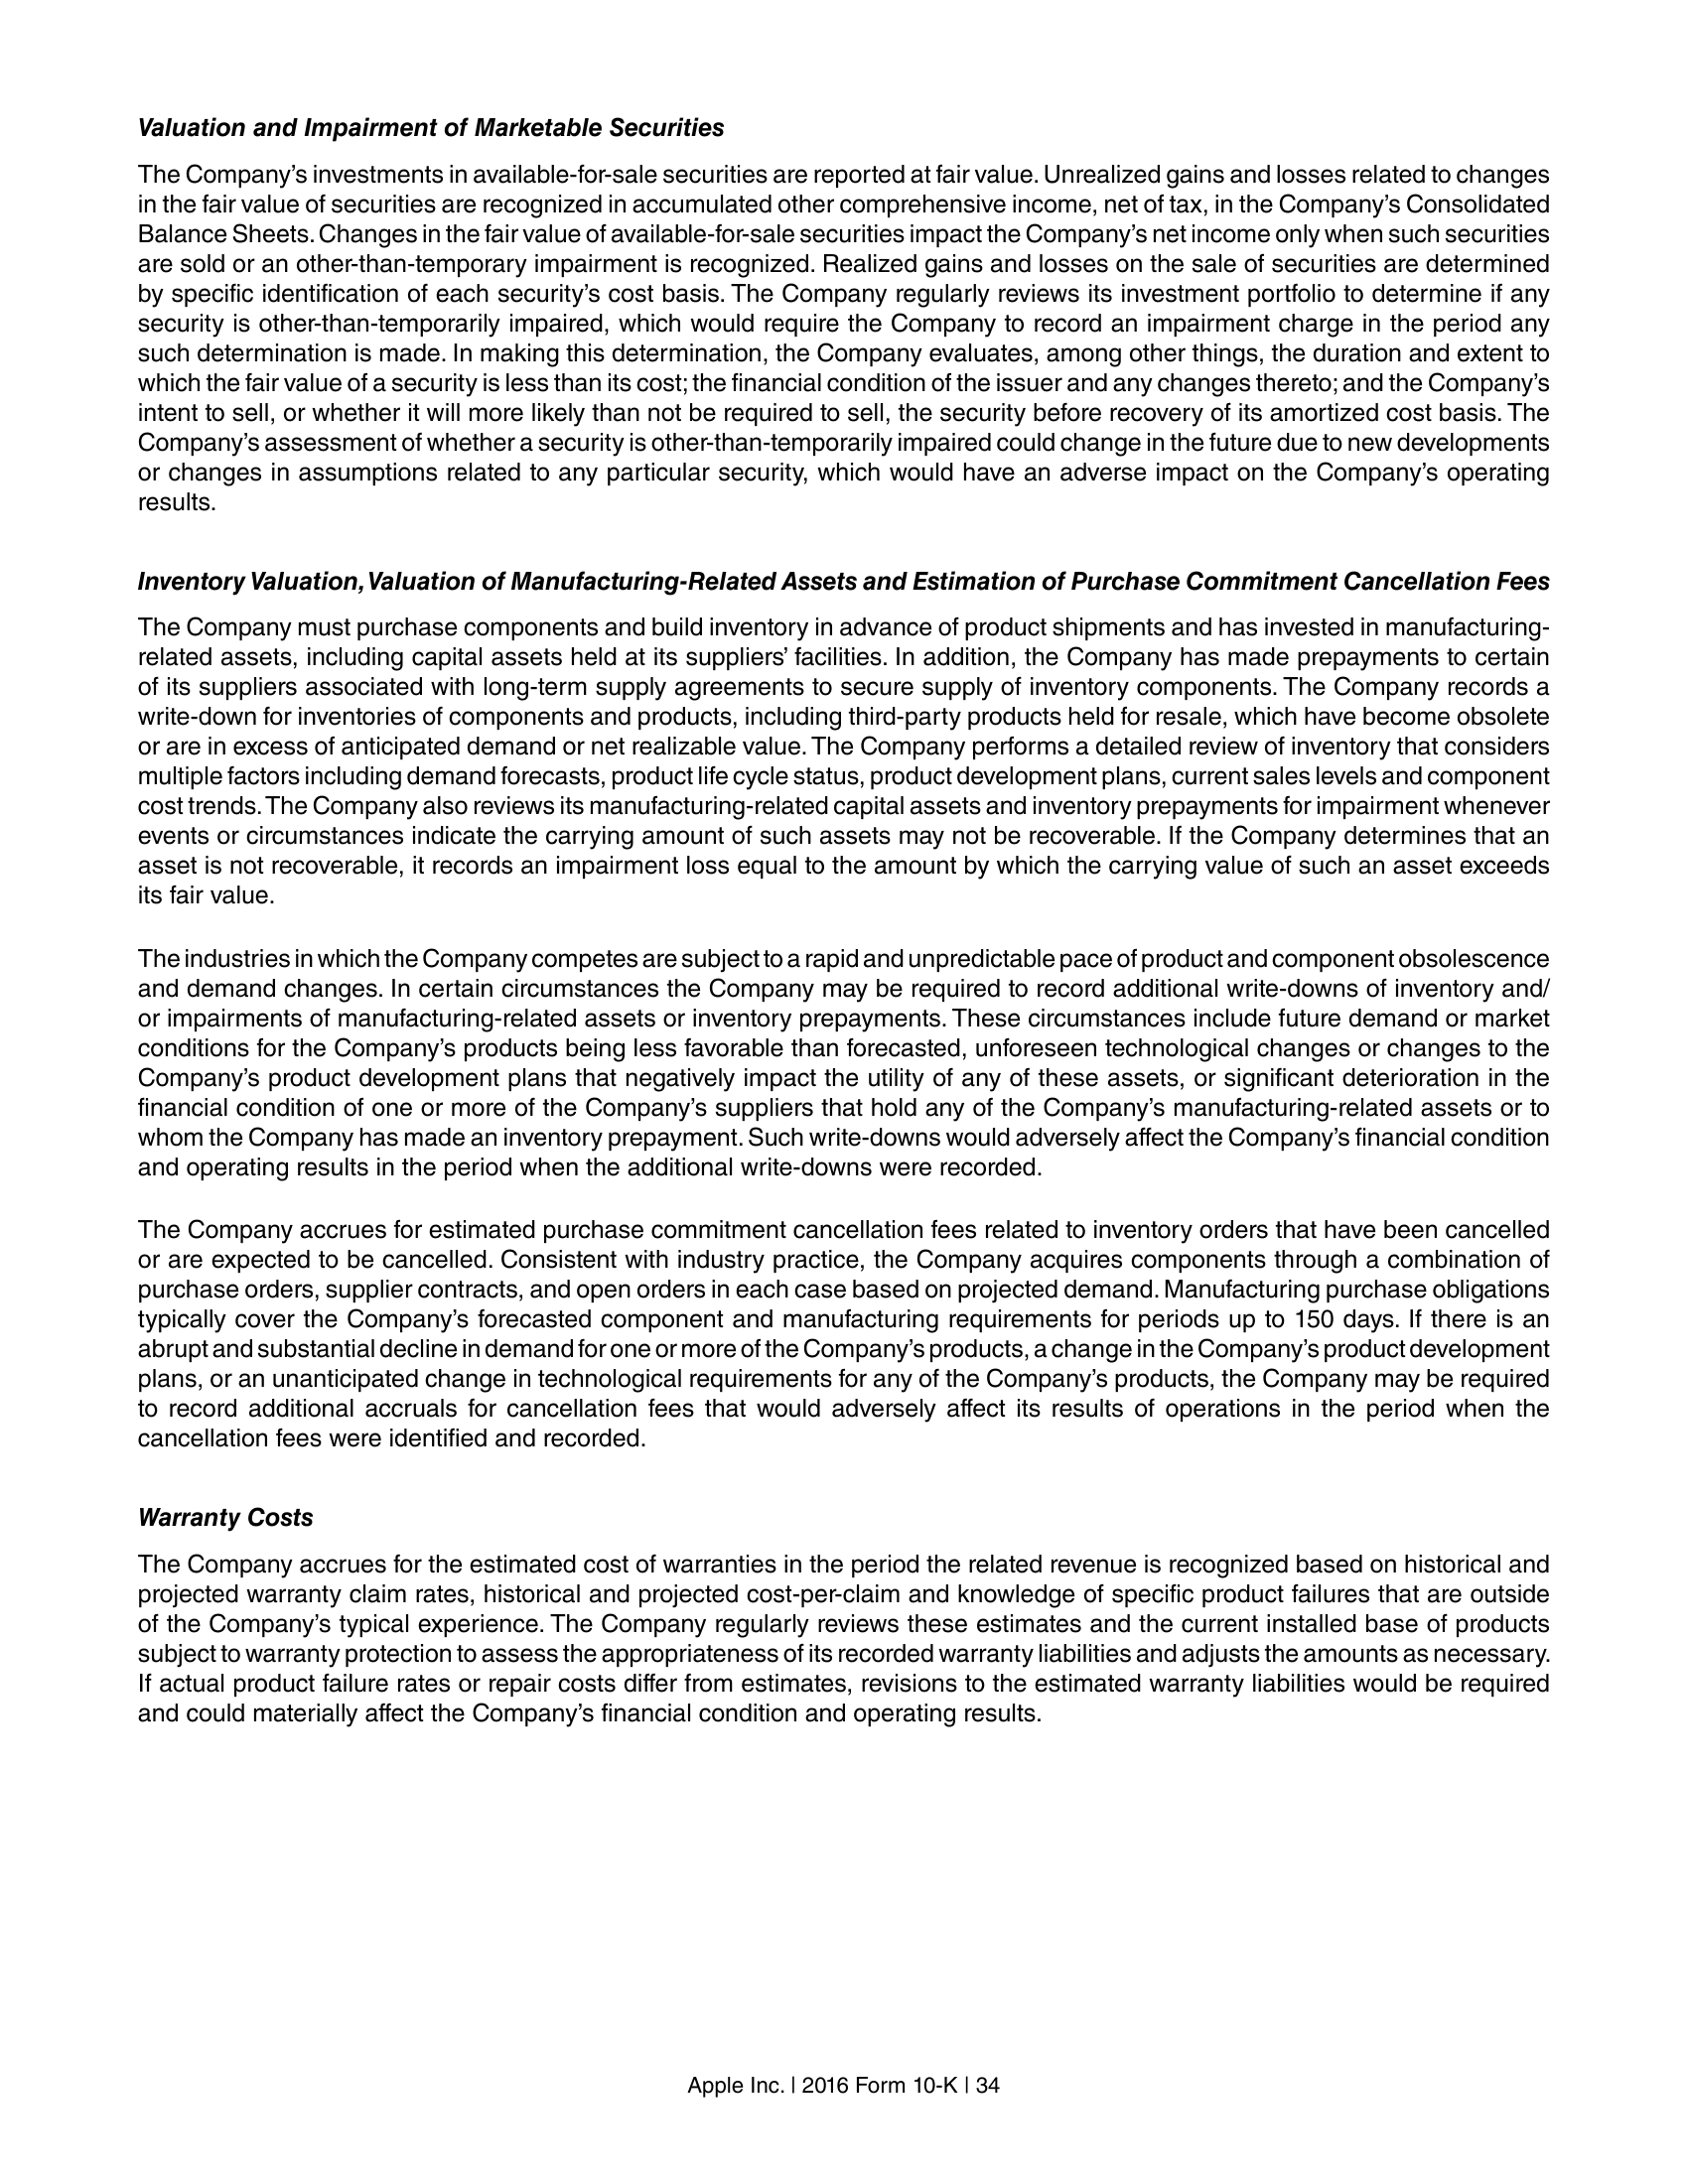 Valuation and Impairment of Marketable Securities
The Company’s investments in available-for-sale securities are reported at fair value. Unrealized gains and losses related to changes
in the fair value of securities are recognized in accumulated other comprehensive income, net of tax, in the Company’s Consolidated
Balance Sheets. Changes in the fair value of available-for-sale securities impact the Company’s net income only when such securities
are sold or an other-than-temporary impairment is recognized. Realized gains and losses on the sale of securities are determined
by specific identification of each security’s cost basis. The Company regularly reviews its investment portfolio to determine if any
security is other-than-temporarily impaired, which would require the Company to record an impairment charge in the period any
such determination is made. In making this determination, the Company evaluates, among other things, the duration and extent to
which the fair value of a security is less than its cost; the financial condition of the issuer and any changes thereto; and the Company’s
intent to sell, or whether it will more likely than not be required to sell, the security before recovery of its amortized cost basis. The
Company’s assessment of whether a security is other-than-temporarily impaired could change in the future due to new developments
or changes in assumptions related to any particular security, which would have an adverse impact on the Company’s operating
results.
Inventory Valuation, Valuation of Manufacturing-Related Assets and Estimation of Purchase Commitment Cancellation Fees
The Company must purchase components and build inventory in advance of product shipments and has invested in manufacturing-
related assets, including capital assets held at its suppliers’ facilities. In addition, the Company has made prepayments to certain
of its suppliers associated with long-term supply agreements to secure supply of inventory components. The Company records a
write-down for inventories of components and products, including third-party products held for resale, which have become obsolete
or are in excess of anticipated demand or net realizable value. The Company performs a detailed review of inventory that considers
multiple factors including demand forecasts, product life cycle status, product development plans, current sales levels and component
cost trends. The Company also reviews its manufacturing-related capital assets and inventory prepayments for impairment whenever
events or circumstances indicate the carrying amount of such assets may not be recoverable. If the Company determines that an
asset is not recoverable, it records an impairment loss equal to the amount by which the carrying value of such an asset exceeds
its fair value.
The industries in which the Company competes are subject to a rapid and unpredictable pace of product and component obsolescence
and demand changes. In certain circumstances the Company may be required to record additional write-downs of inventory and/
or impairments of manufacturing-related assets or inventory prepayments. These circumstances include future demand or market
conditions for the Company’s products being less favorable than forecasted, unforeseen technological changes or changes to the
Company’s product development plans that negatively impact the utility of any of these assets, or significant deterioration in the
financial condition of one or more of the Company’s suppliers that hold any of the Company’s manufacturing-related assets or to
whom the Company has made an inventory prepayment. Such write-downs would adversely affect the Company’s financial condition
and operating results in the period when the additional write-downs were recorded.
The Company accrues for estimated purchase commitment cancellation fees related to inventory orders that have been cancelled
or are expected to be cancelled. Consistent with industry practice, the Company acquires components through a combination of
purchase orders, supplier contracts, and open orders in each case based on projected demand. Manufacturing purchase obligations
typically cover the Company’s forecasted component and manufacturing requirements for periods up to 150 days. If there is an
abrupt and substantial decline in demand for one or more of the Company’s products, a change in the Company’s product development
plans, or an unanticipated change in technological requirements for any of the Company’s products, the Company may be required
to record additional accruals for cancellation fees that would adversely affect its results of operations in the period when the
cancellation fees were identified and recorded.
Warranty Costs
The Company accrues for the estimated cost of warranties in the period the related revenue is recognized based on historical and
projected warranty claim rates, historical and projected cost-per-claim and knowledge of specific product failures that are outside
of the Company’s typical experience. The Company regularly reviews these estimates and the current installed base of products
subject to warranty protection to assess the appropriateness of its recorded warranty liabilities and adjusts the amounts as necessary.
If actual product failure rates or repair costs differ from estimates, revisions to the estimated warranty liabilities would be required
and could materially affect the Company’s financial condition and operating results.
Apple Inc. | 2016 Form 10-K | 34